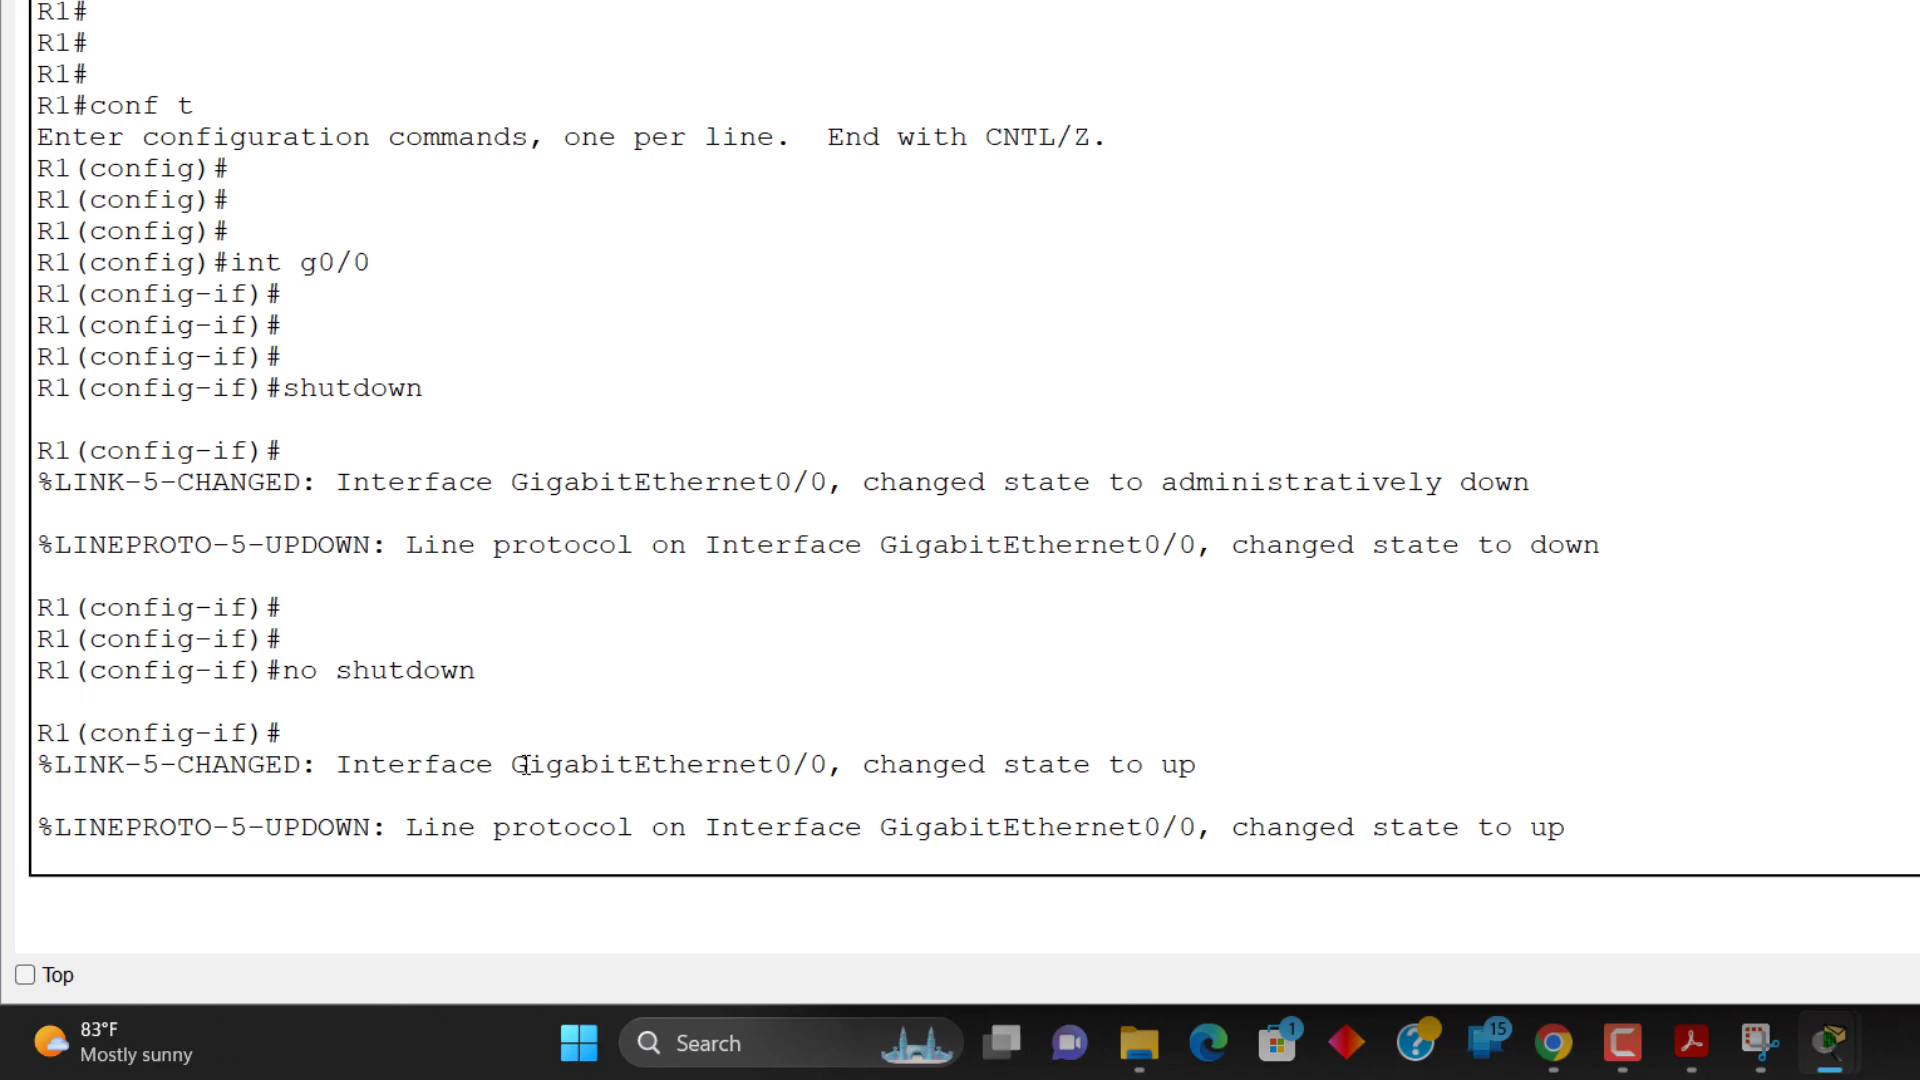 R1#
R1#
R1#
R1#conf t
Enter configuration commands, one per line.  End with CNTL/Z.
R1(config)#
R1(config)#
R1(config)#
R1(config)#int g0/0
R1(config-if)#
R1(config-if)#
R1(config-if)#
R1(config-if)#shutdown
R1(config-if)#
%LINK-5-CHANGED: Interface GigabitEthernet0/0, changed state to administratively down
%LINEPROTO-5-UPDOWN: Line protocol on Interface GigabitEthernet0/0, changed state to down
R1(config-if)#
R1(config-if)#
R1(config-if)#no shutdown
R1(config-if)#
%LINK-5-CHANGED: Interface GigabitEthernet0/0, changed state to up
%LINEPROTO-5-UPDOWN: Line protocol on Interface GigabitEthernet0/0, changed state to up
Top
83°F
Mostly sunny
Search
1
15